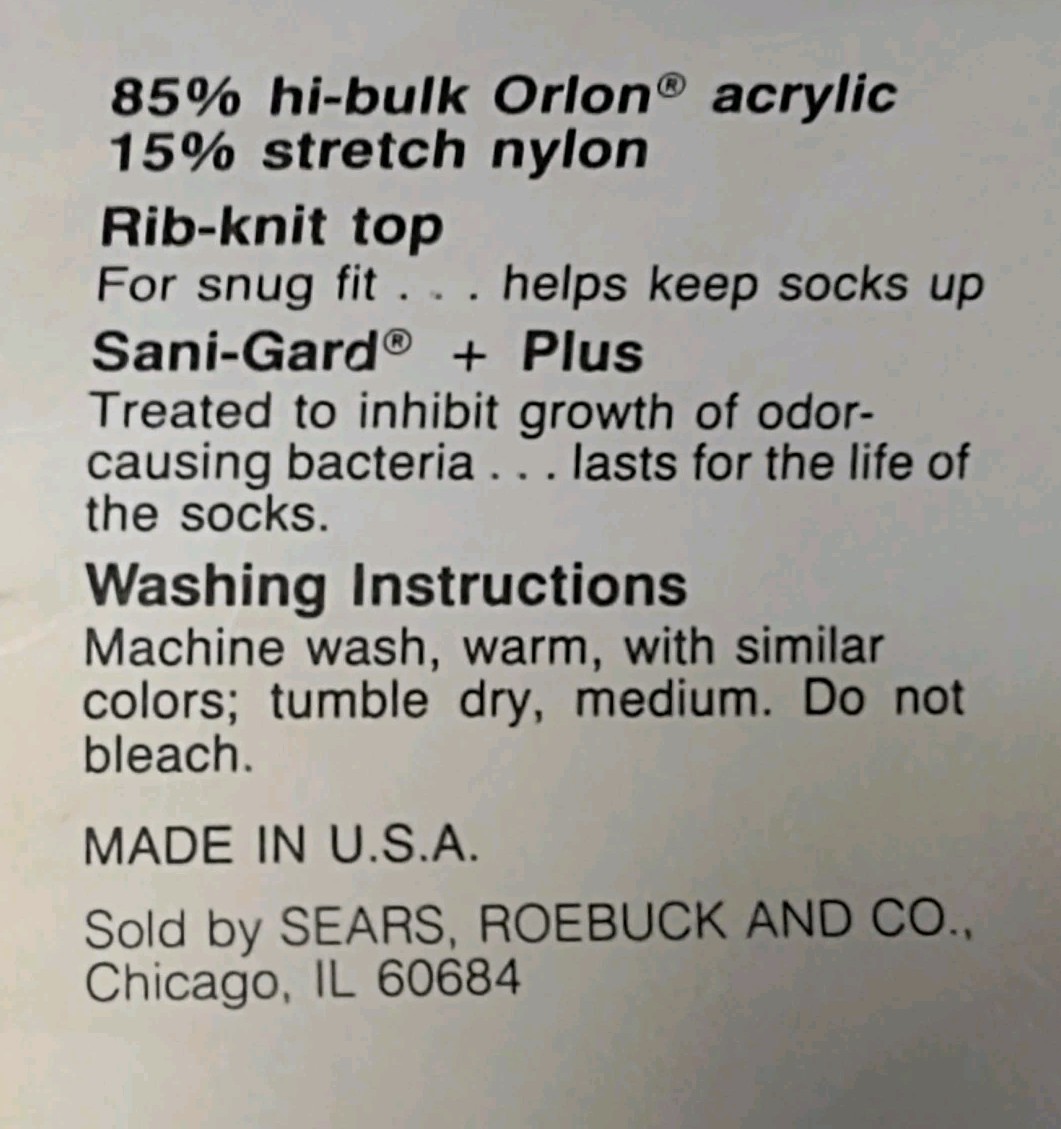 85% hi-bulk Orlon® acrylic
15% stretch nylon
Rib-knit top
For snug fit . . . helps keep socks up
Sani-Gard® + Plus
Treated to inhibit growth of odor-
causing bacteria . . . lasts for the life of
the socks.
Washing Instructions
Machine wash, warm, with similar
colors; tumble dry, medium. Do not
bleach.
MADE IN U.S.A.
Sold by SEARS, ROEBUCK AND CO.,
Chicago, IL 60684